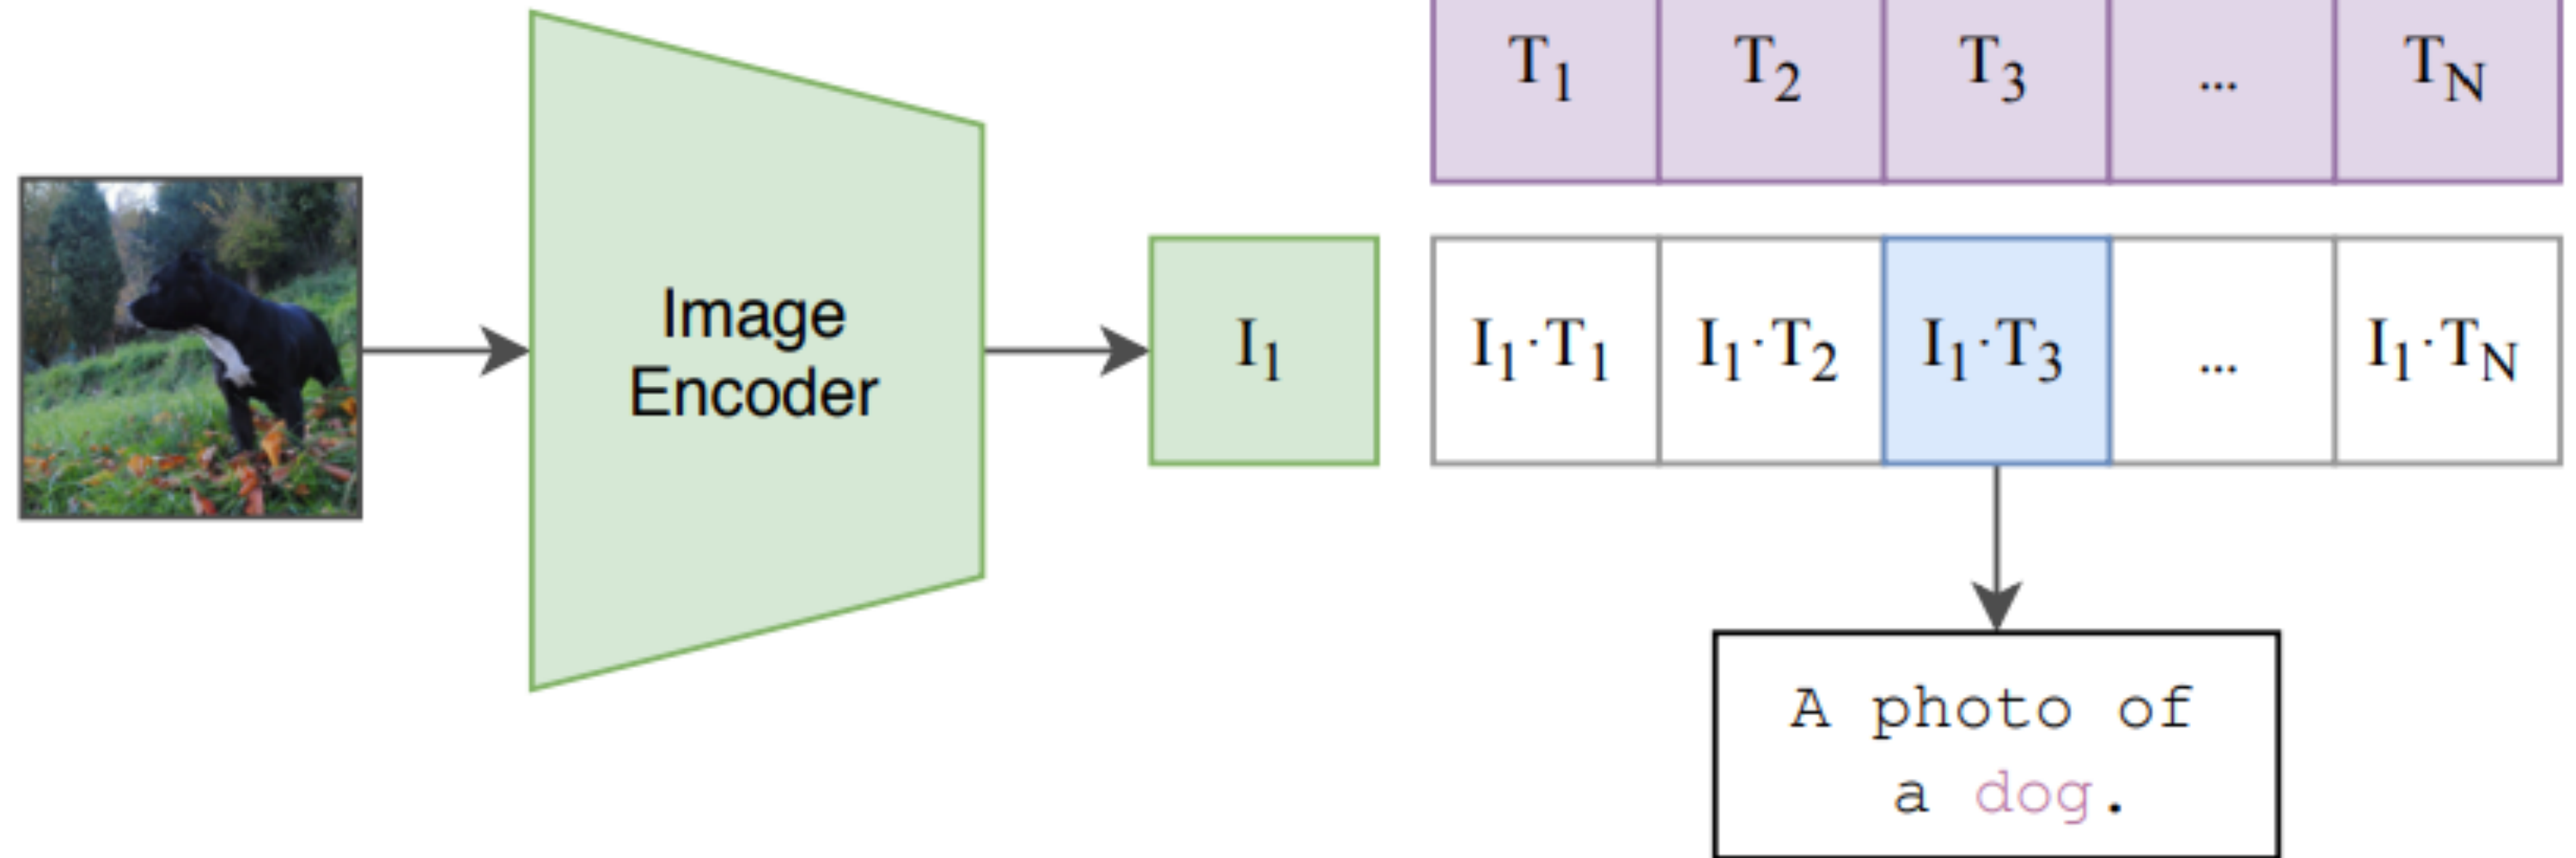 T1 T2 T3 ... TN
Image
Encoder
I1
I1·T1 I1·T2 I1·T3 ... I1·TN
A photo of
a dog.